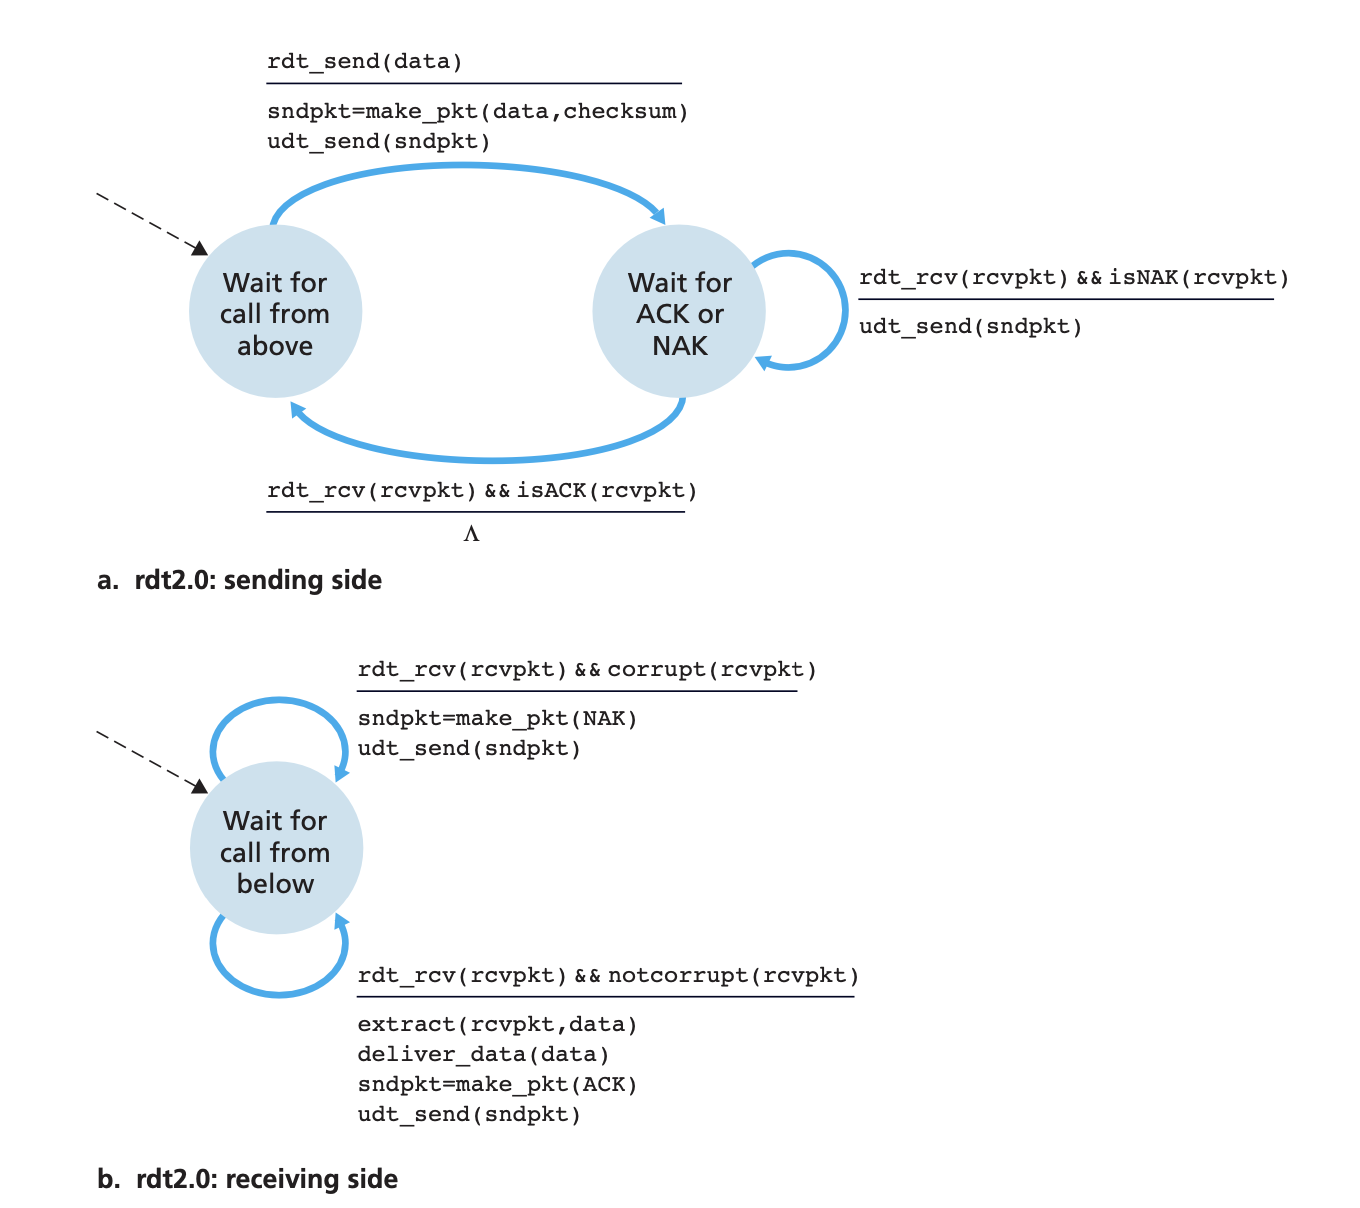 rdt_send(data)
sndpkt=make_pkt(data,checksum)
udt_send(sndpkt)
Wait for
call from
above
Wait for
ACK or
NAK
rdt_rcv(rcvpkt) && isNAK(rcvpkt)
udt_send(sndpkt)
rdt_rcv(rcvpkt) && isACK(rcvpkt)
Λ
a. rdt2.0: sending side
rdt_rcv(rcvpkt) && corrupt(rcvpkt)
sndpkt=make_pkt(NAK)
udt_send(sndpkt)
Wait for
call from
below
rdt_rcv(rcvpkt) && notcorrupt(rcvpkt)
extract(rcvpkt,data)
deliver_data(data)
sndpkt=make_pkt(ACK)
udt_send(sndpkt)
b. rdt2.0: receiving side